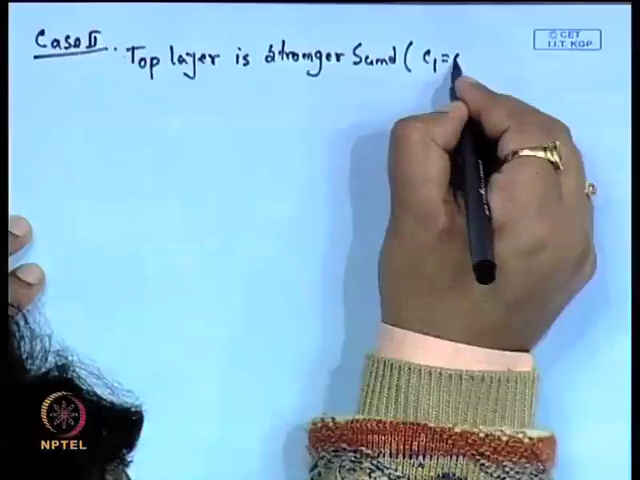 © CET
I.I.T. KGP
Case II. Top layer is stronger Sand ( c1=
NPTEL